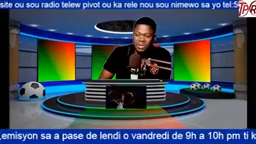 site ou sou radio telew pivot ou ka rele nou sou nimewo sa yo tel:5
emisyon sa a pase de lendi o vandredi de 9h a 10h pm ti k